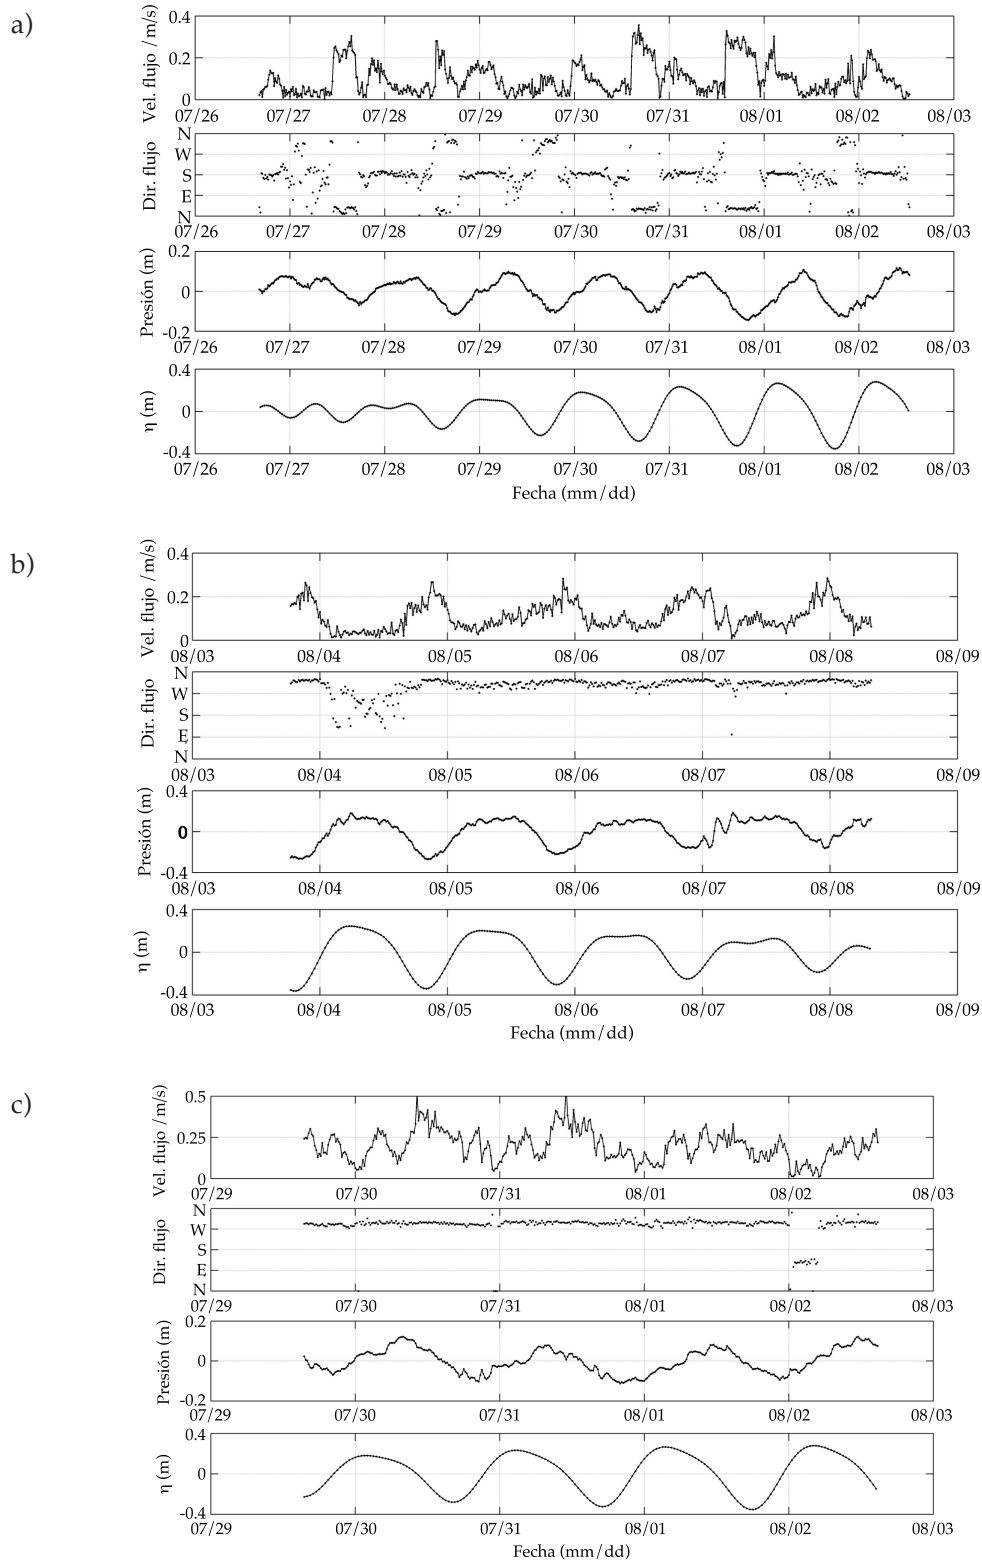 a)
Vel. flujo /m/s)
0.4
0.2
0
07/26 07/27 07/28 07/29 07/30 07/31 08/01 08/02 08/03
Dir. flujo
N
W
S
E
N
07/26 07/27 07/28 07/29 07/30 07/31 08/01 08/02 08/03
Presión (m)
0.2
0
-0.2
07/26 07/27 07/28 07/29 07/30 07/31 08/01 08/02 08/03
η (m)
0.4
0
-0.4
07/26 07/27 07/28 07/29 07/30 07/31 08/01 08/02 08/03
Fecha (mm/dd)
b)
Vel. flujo /m/s)
0.4
0.2
0
08/03 08/04 08/05 08/06 08/07 08/08 08/09
Dir. flujo
N
W
S
E
N
08/03 08/04 08/05 08/06 08/07 08/08 08/09
Presión (m)
0.4
0
-0.4
08/03 08/04 08/05 08/06 08/07 08/08 08/09
η (m)
0.4
0
-0.4
08/03 08/04 08/05 08/06 08/07 08/08 08/09
Fecha (mm/dd)
c)
Vel. flujo /m/s)
0.5
0.25
0
07/29 07/30 07/31 08/01 08/02 08/03
Dir. flujo
N
W
S
E
N
07/29 07/30 07/31 08/01 08/02 08/03
Presión (m)
0.2
0
-0.2
07/29 07/30 07/31 08/01 08/02 08/03
η (m)
0.4
0
-0.4
07/29 07/30 07/31 08/01 08/02 08/03
Fecha (mm/dd)